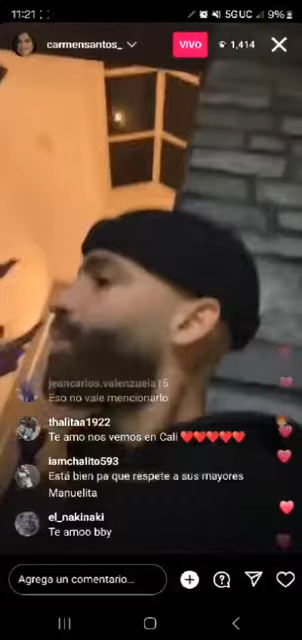 11:21
5GUC
9%
carmensantos_
VIVO
1,414
jeancarlos.valenzuela15
Eso no vale mencionarlo
thalitaa1922
Te amo nos vemos en Cali ❤️❤️❤️❤️❤️
iamchalito593
Está bien pa que respete a sus mayores
Manuelita
el_nakinaki
Te amoo bby
Agrega un comentario...